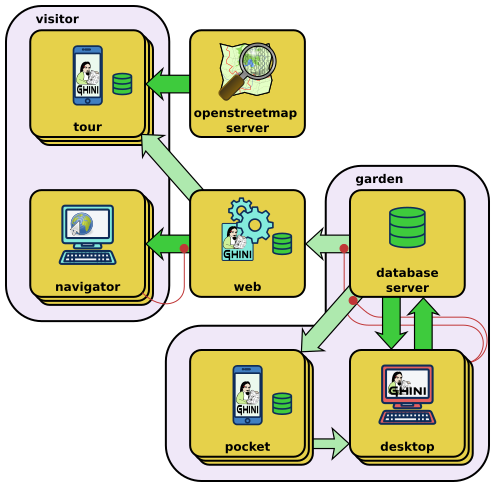 visitor
GHINI
tour
openstreetmap
server
garden
navigator
GHINI
web
database
server
GHINI
pocket
GHINI
desktop